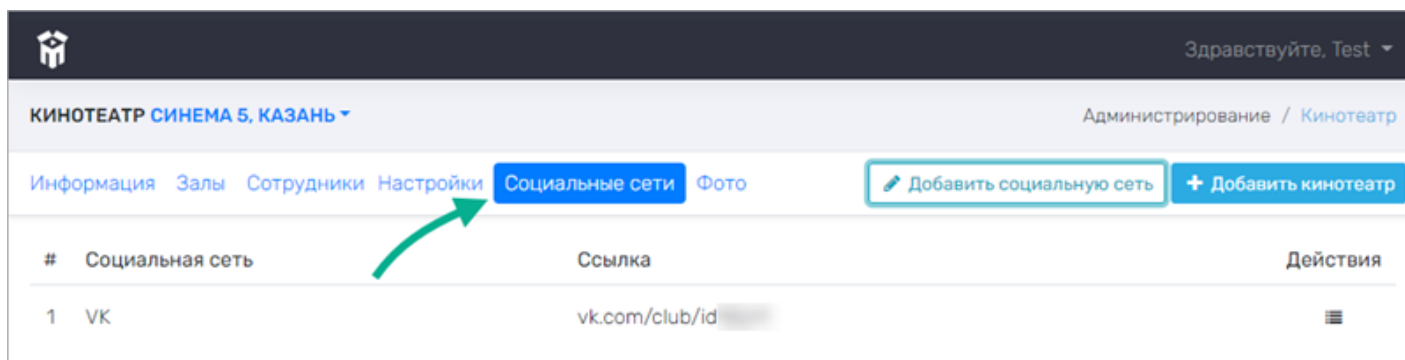 Здравствуйте, Test
КИНОТЕАТР СИНЕМА 5, КАЗАНЬ
Администрирование / Кинотеатр
Информация Залы Сотрудники Настройки Социальные сети Фото Добавить социальную сеть + Добавить кинотеатр
# Социальная сеть Ссылка Действия
1 VK vk.com/club/id